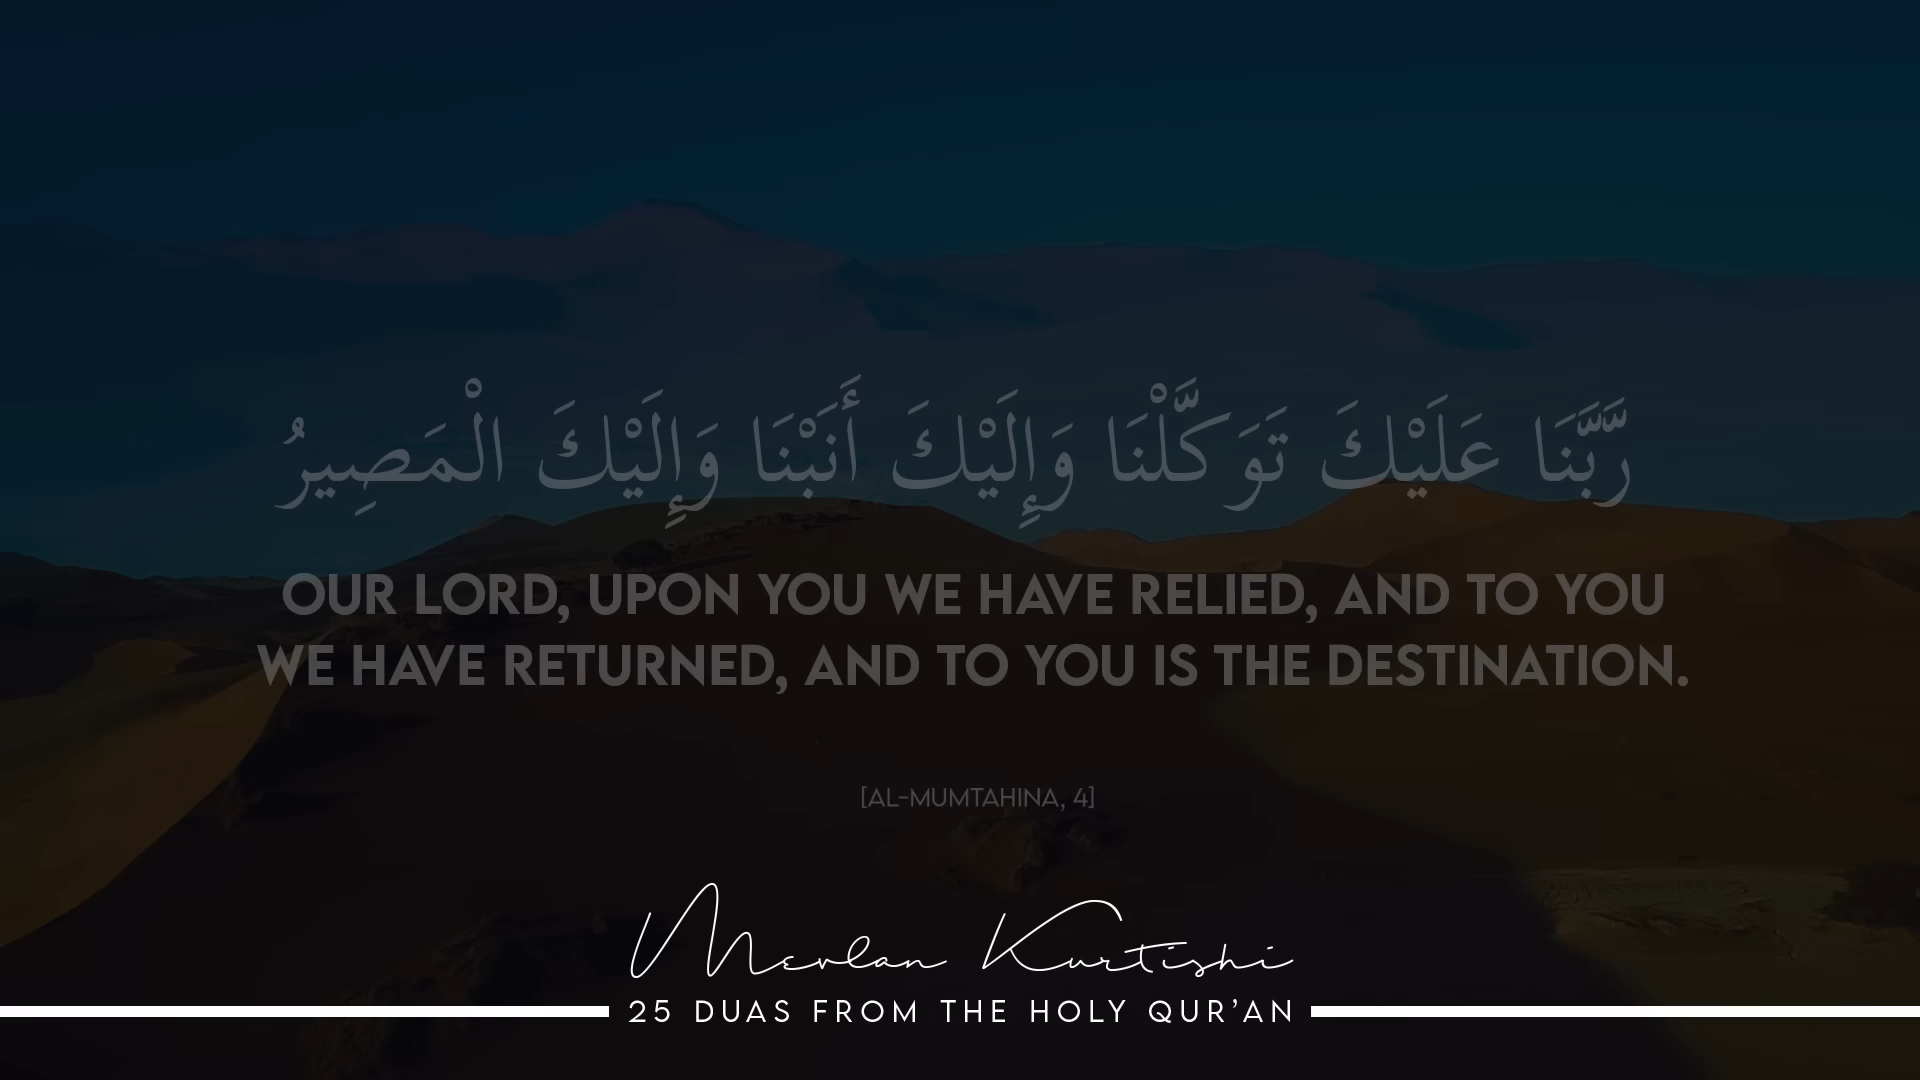 رَّبَّنَا عَلَيْكَ تَوَكَّلْنَا وَإِلَيْكَ أَنَبْنَا وَإِلَيْكَ الْمَصِيرُ
OUR LORD, UPON YOU WE HAVE RELIED, AND TO YOU
WE HAVE RETURNED, AND TO YOU IS THE DESTINATION.
[AL-MUMTAHINA, 4]
Mevlan Kurtishi
25 DUAS FROM THE HOLY QUR’AN